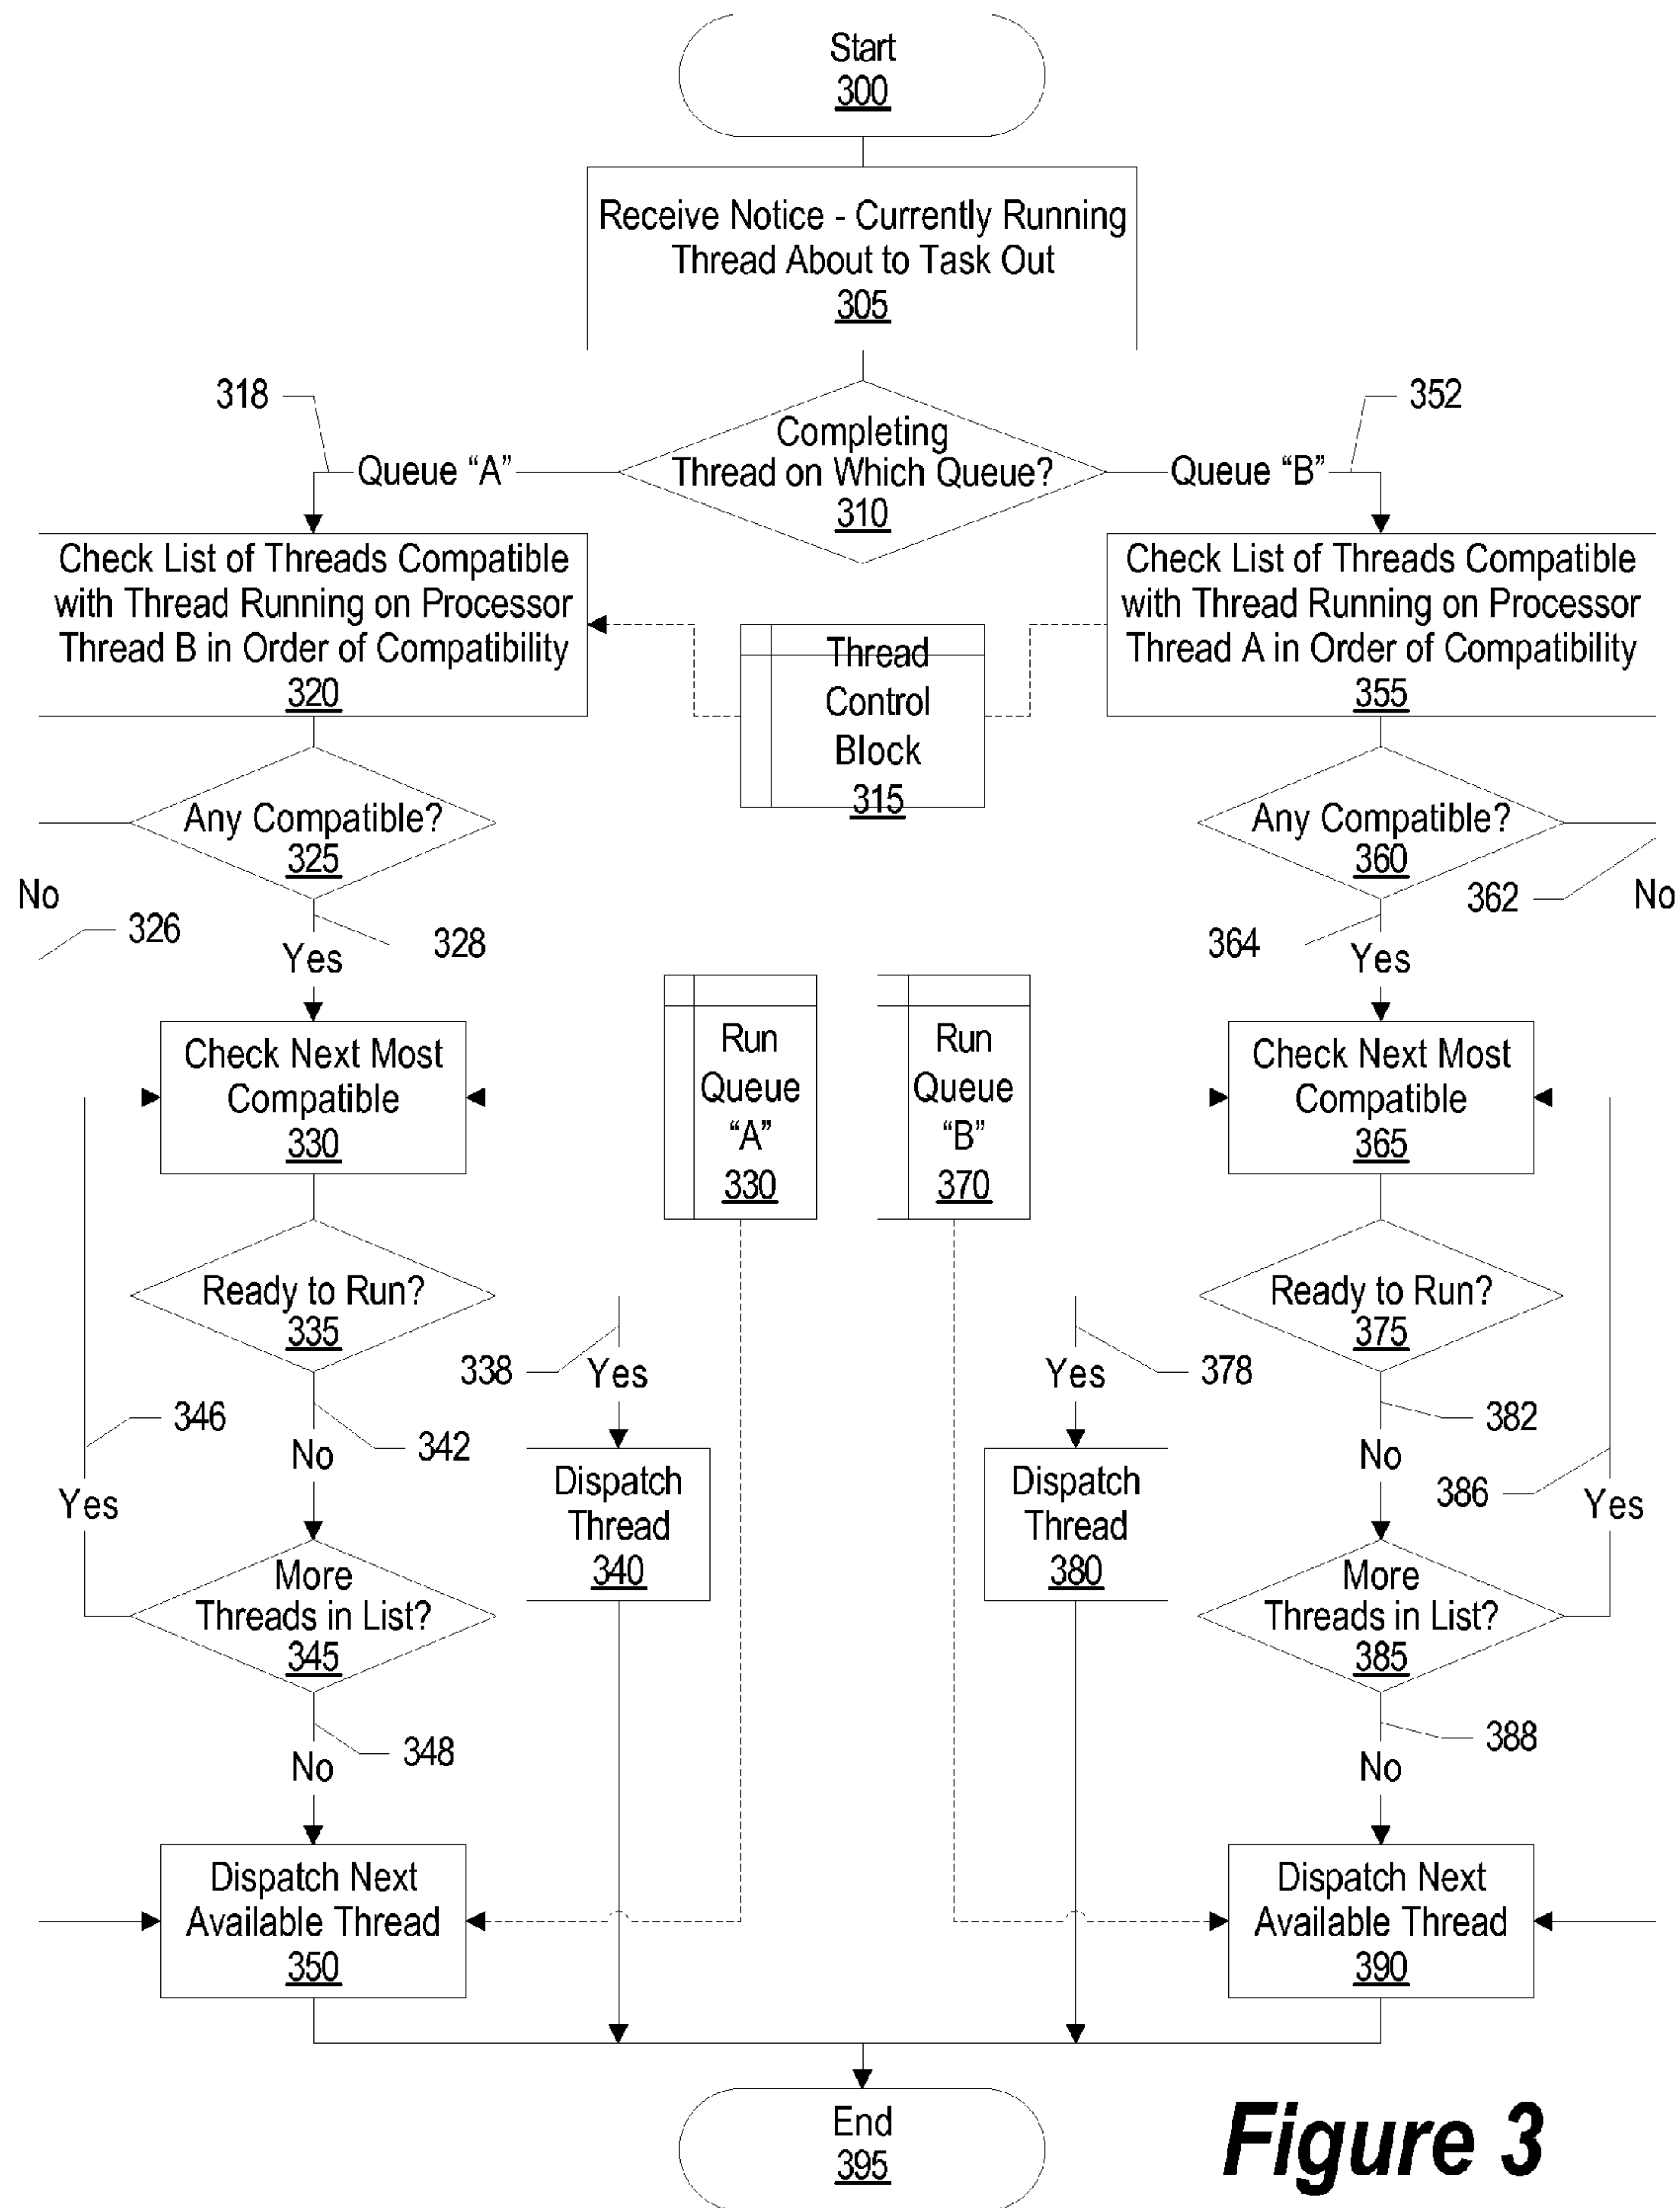 Start
300
Receive Notice - Currently Running
Thread About to Task Out
305
318
352
Completing
Thread on Which Queue?
310
Queue “A”
Queue “B”
Check List of Threads Compatible
with Thread Running on Processor
Thread B in Order of Compatibility
320
Thread
Control
Block
315
Check List of Threads Compatible
with Thread Running on Processor
Thread A in Order of Compatibility
355
Any Compatible?
325
No
326
328
Yes
Any Compatible?
360
362
No
364
Yes
Check Next Most
Compatible
330
Run
Queue
“A”
330
Run
Queue
“B”
370
Check Next Most
Compatible
365
Ready to Run?
335
338
Yes
346
342
No
Yes
Dispatch
Thread
340
Ready to Run?
375
Yes
378
382
No
386
Yes
Dispatch
Thread
380
More
Threads in List?
345
348
No
More
Threads in List?
385
388
No
Dispatch Next
Available Thread
350
Dispatch Next
Available Thread
390
End
395
Figure 3